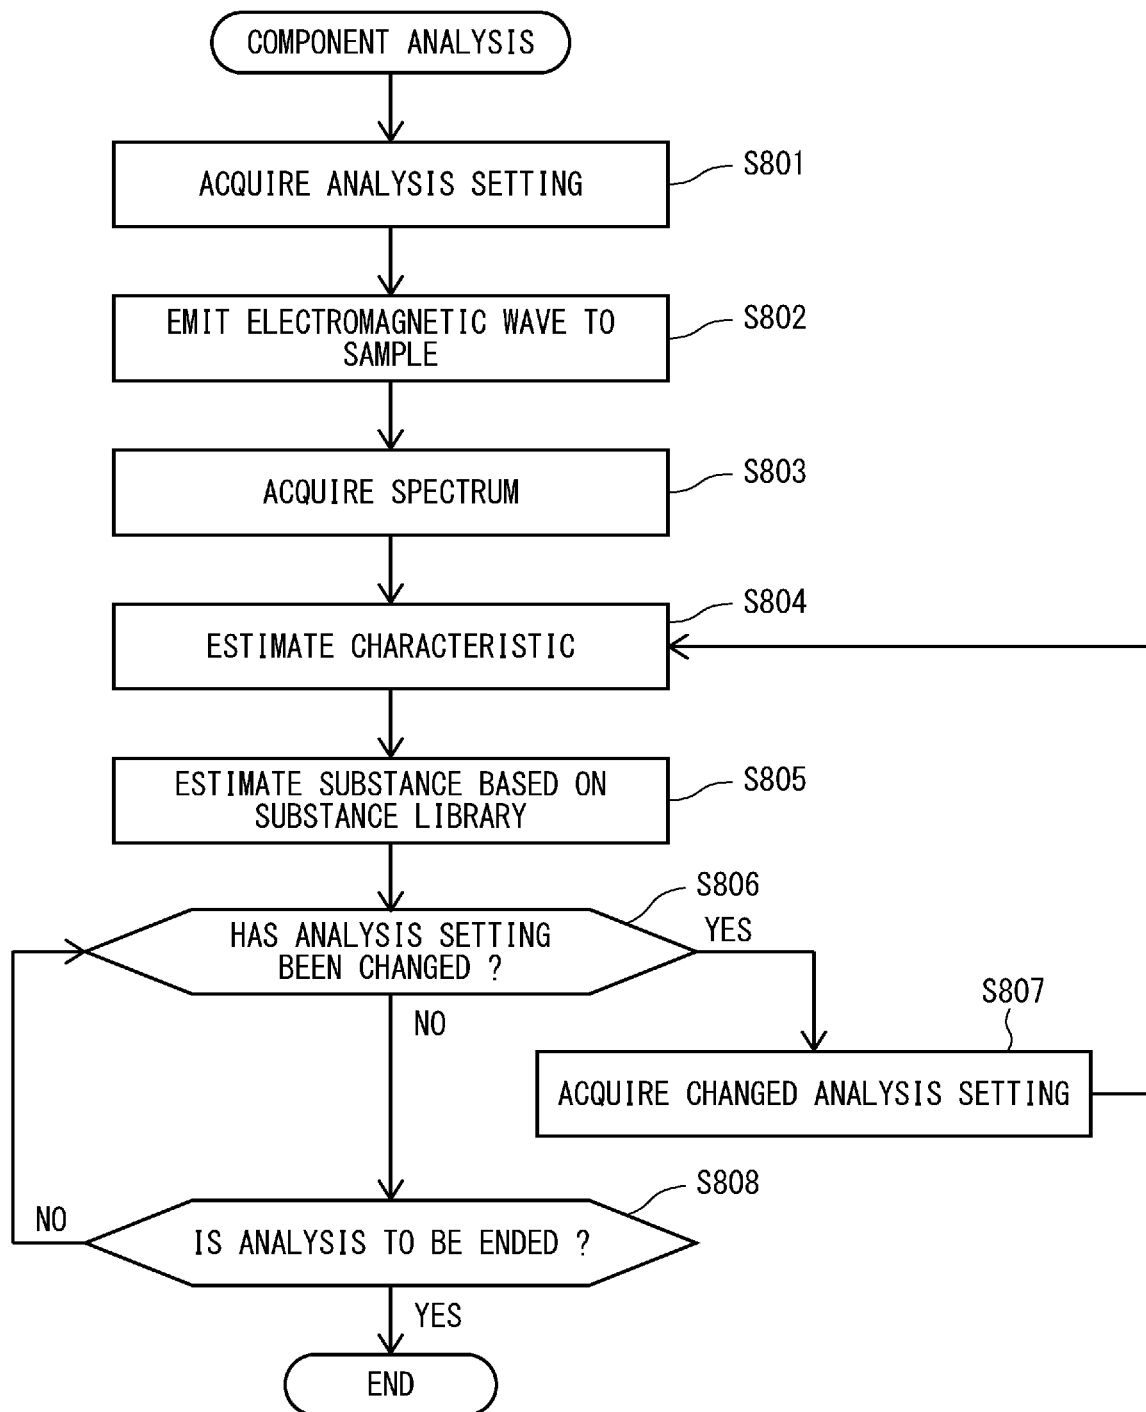 COMPONENT ANALYSIS
ACQUIRE ANALYSIS SETTING
S801
EMIT ELECTROMAGNETIC WAVE TO
SAMPLE
S802
ACQUIRE SPECTRUM
S803
ESTIMATE CHARACTERISTIC
S804
ESTIMATE SUBSTANCE BASED ON
SUBSTANCE LIBRARY
S805
HAS ANALYSIS SETTING
BEEN CHANGED ?
S806
YES
NO
S807
ACQUIRE CHANGED ANALYSIS SETTING
IS ANALYSIS TO BE ENDED ?
S808
NO
YES
END